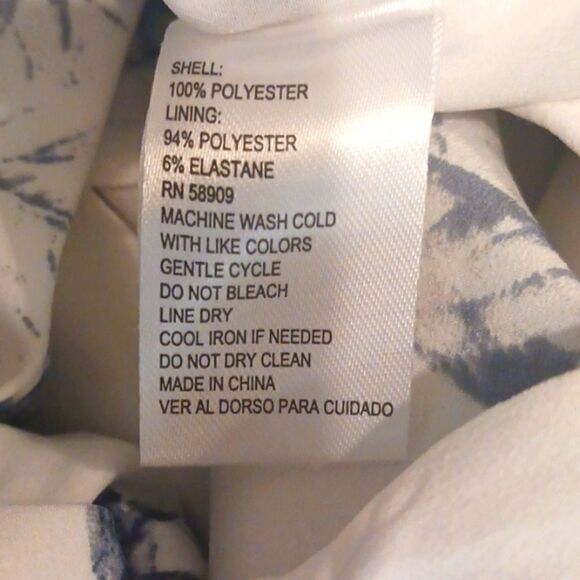 SHELL:
100% POLYESTER
LINING:
94% POLYESTER
6% ELASTANE
RN 58909
MACHINE WASH COLD
WITH LIKE COLORS
GENTLE CYCLE
DO NOT BLEACH
LINE DRY
COOL IRON IF NEEDED
DO NOT DRY CLEAN
MADE IN CHINA
VER AL DORSO PARA CUIDADO